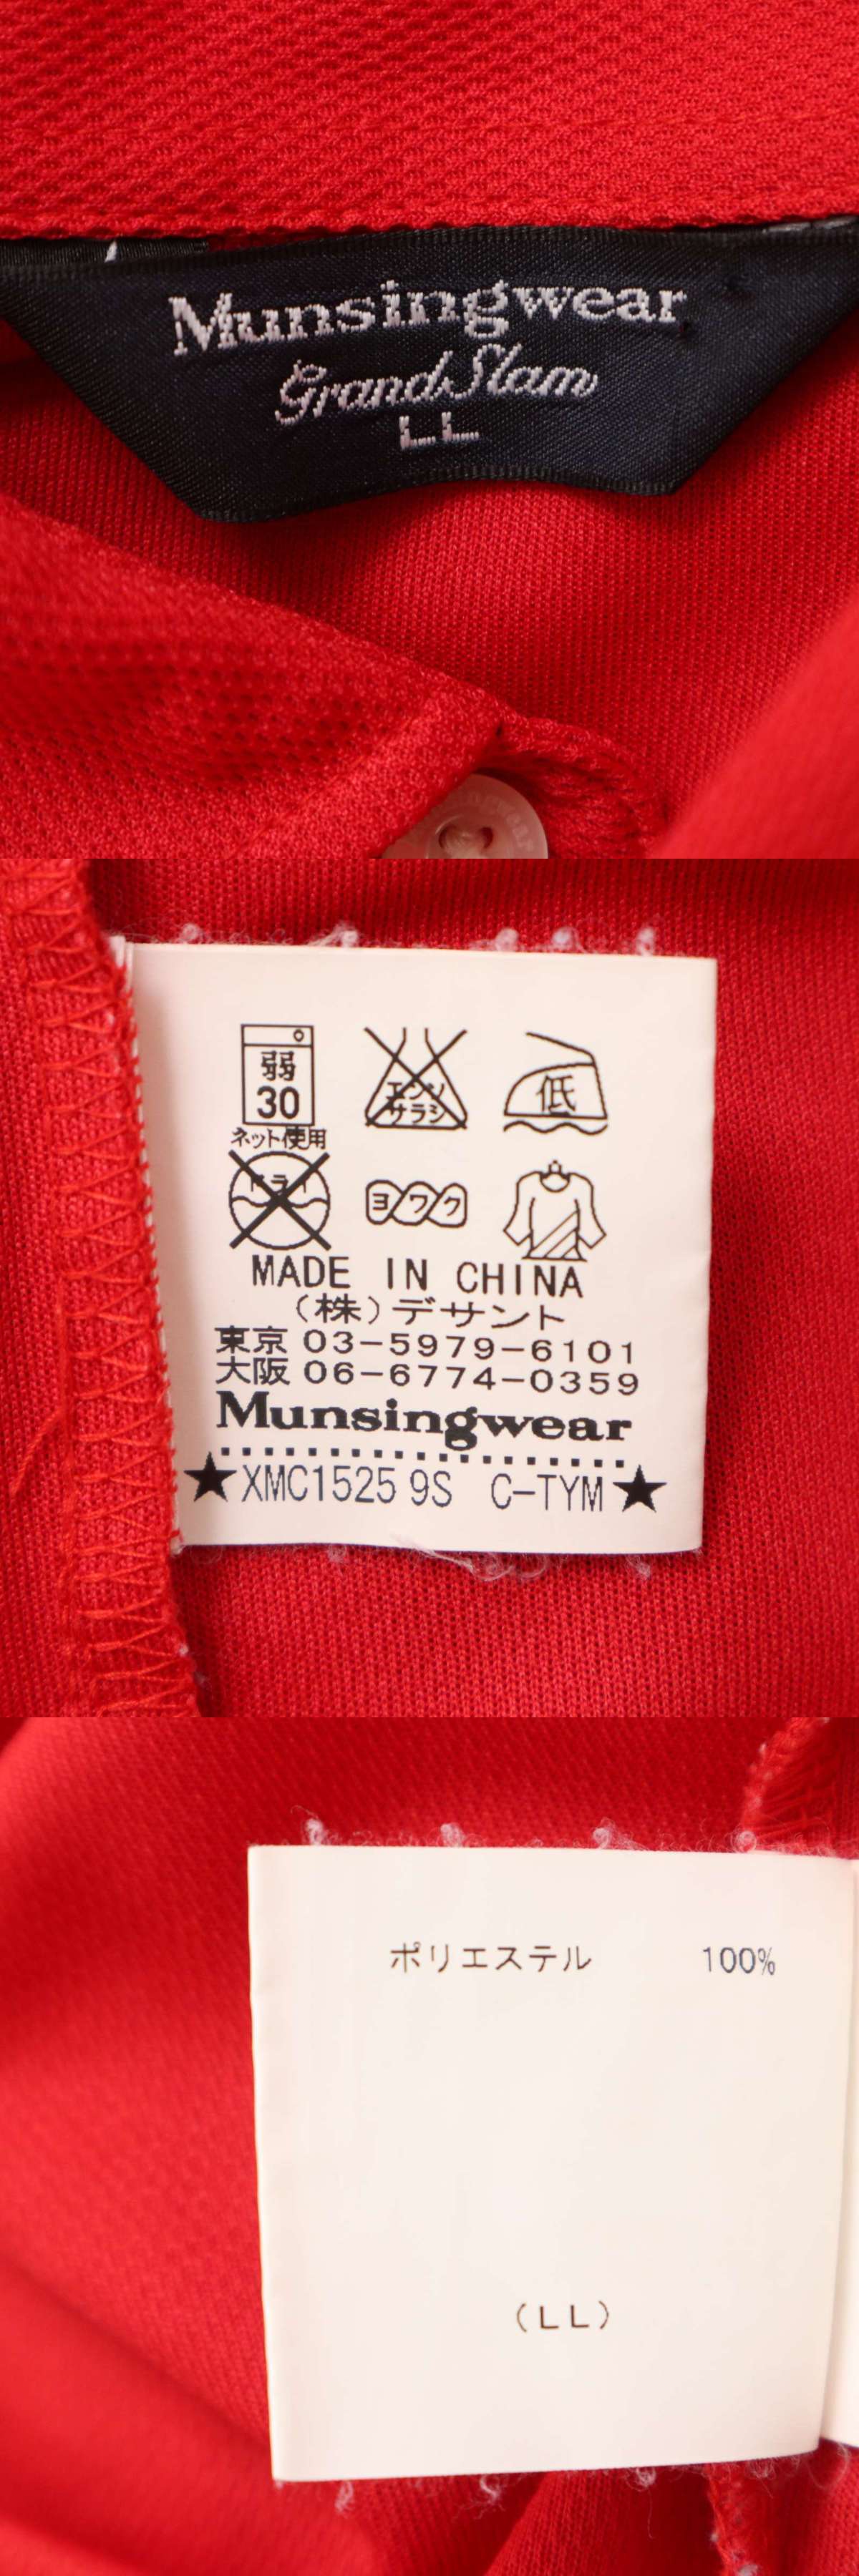 Munsingwear
Grand Slam
LL
弱
30
ネット使用
エンソ
サラシ
低
ドライ
ヨワク
MADE IN CHINA
(株)デサント
東京 03-5979-6101
大阪 06-6774-0359
Munsingwear
★XMC1525 9S C-TYM★
ポリエステル 100%
(LL)